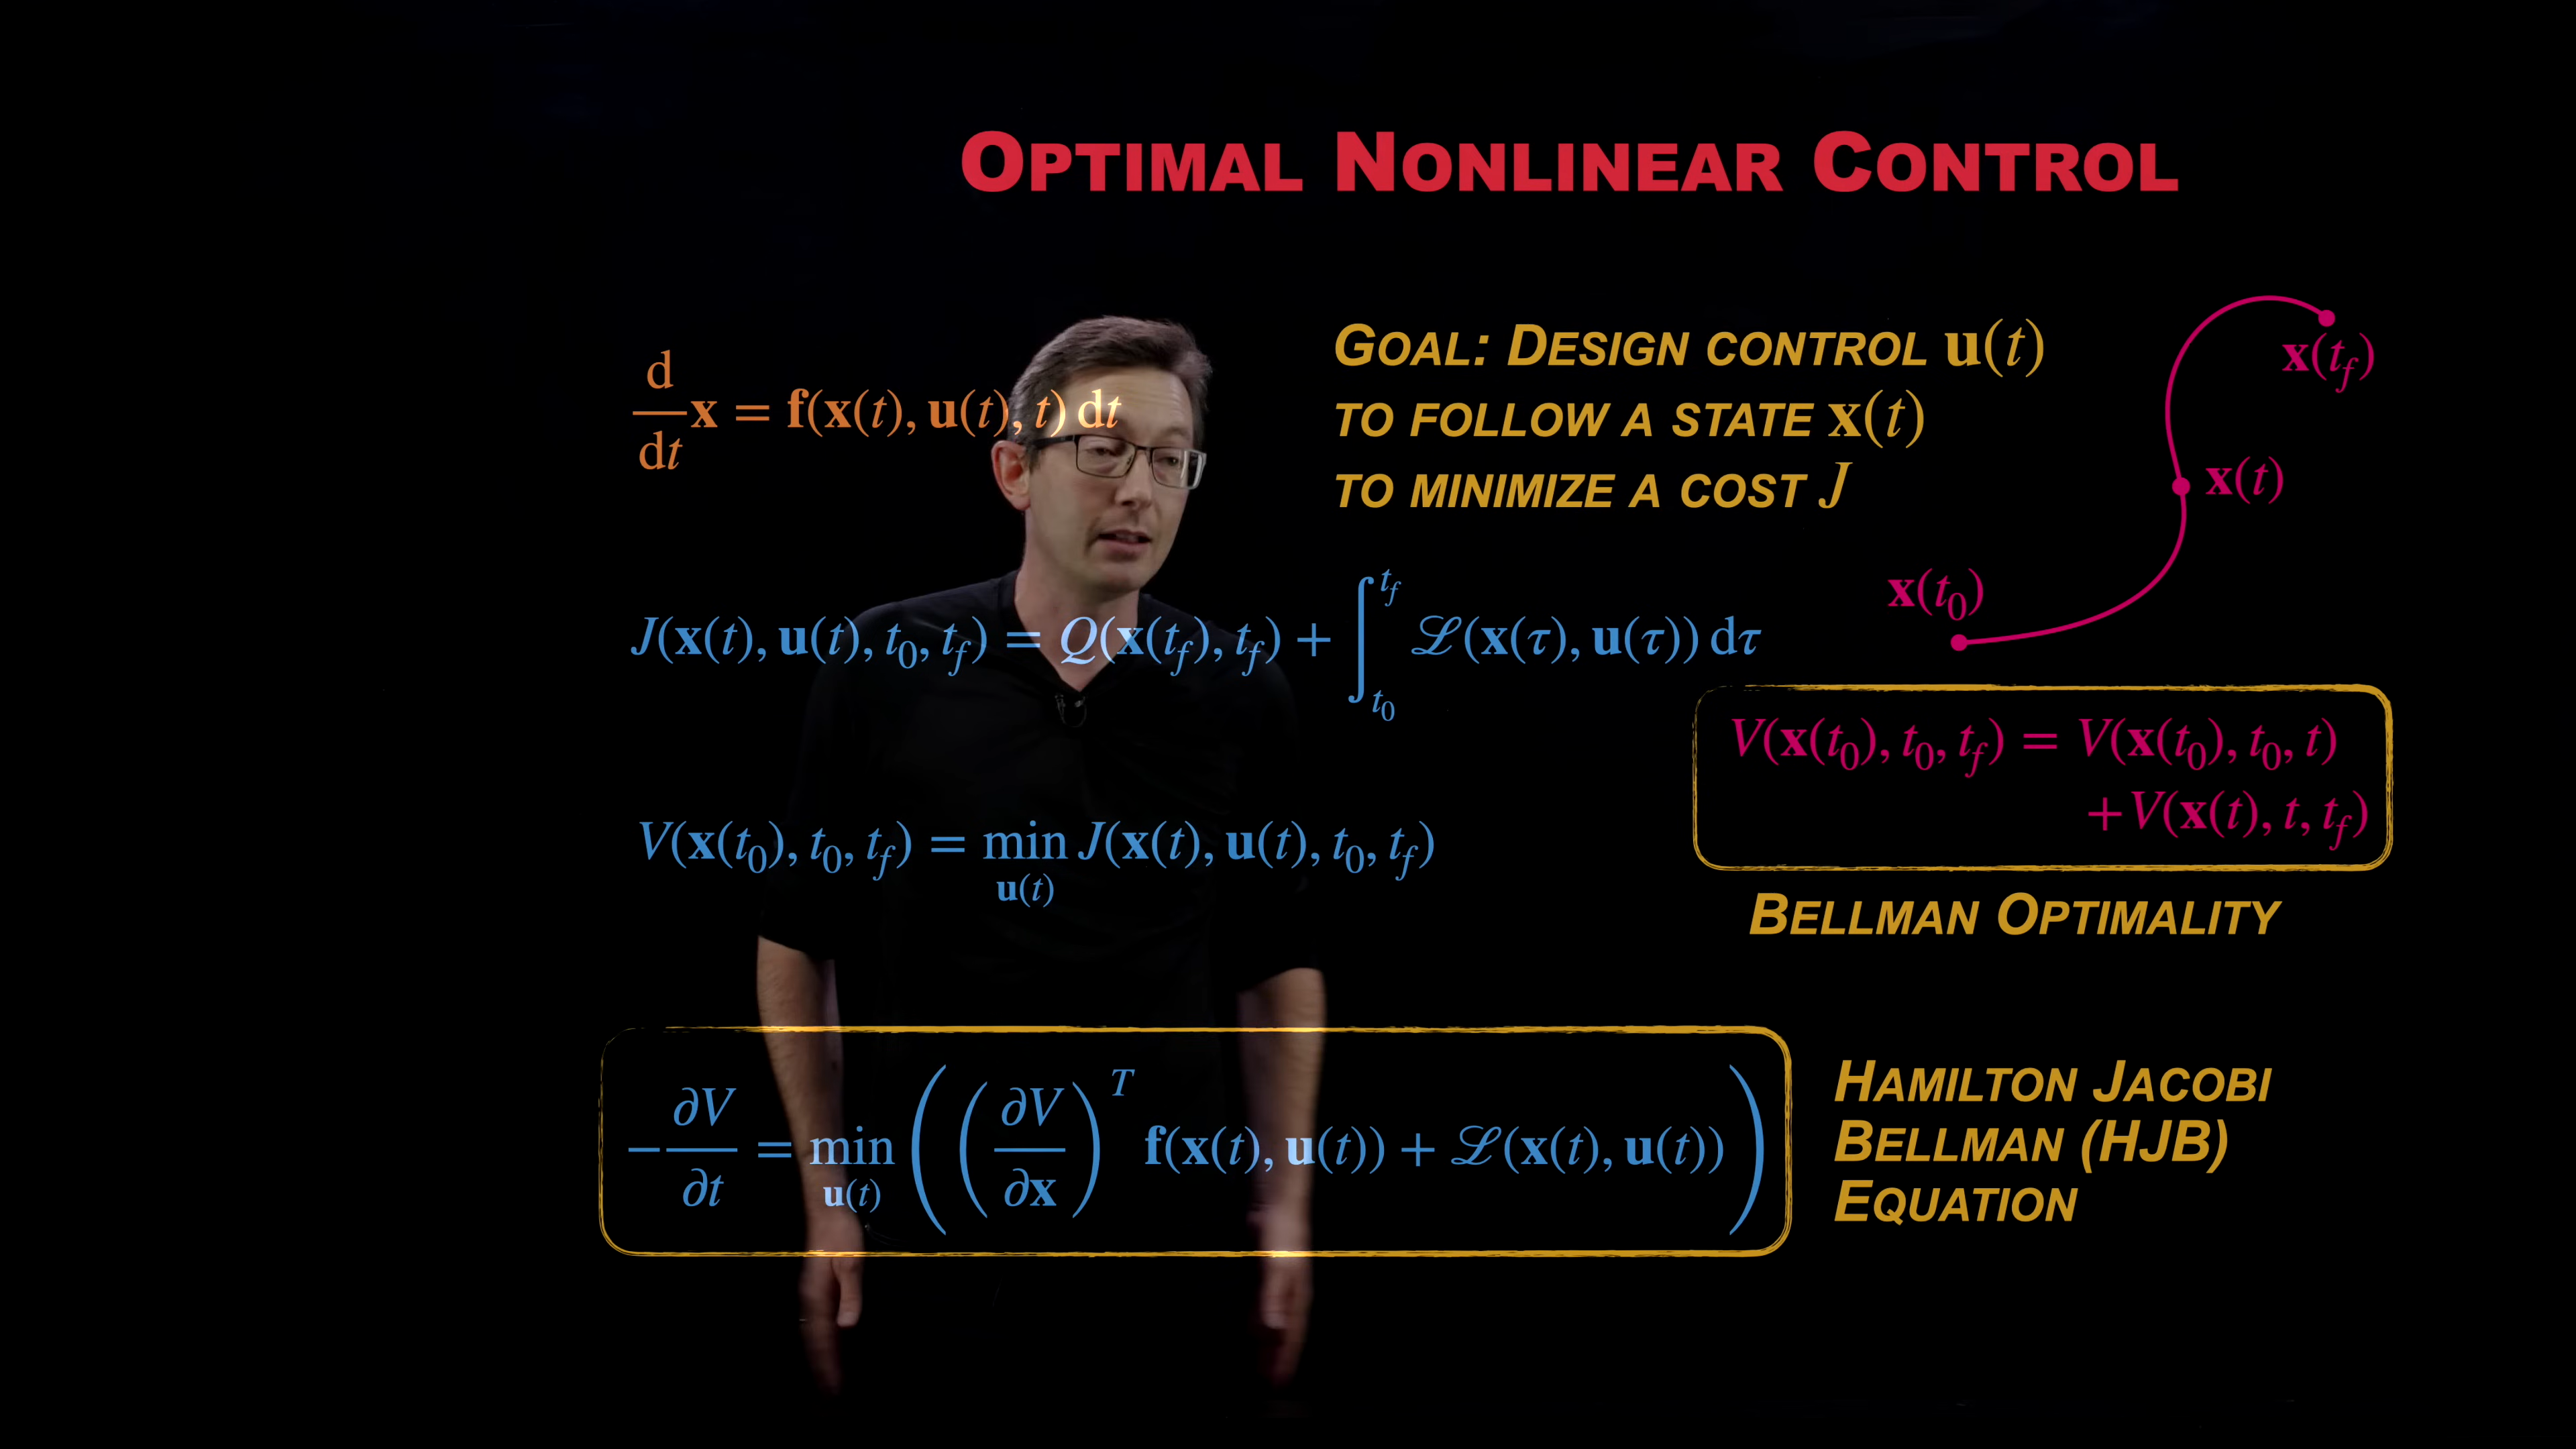 OPTIMAL NONLINEAR CONTROL
d/dt x = f(x(t), u(t), t) dt
GOAL: DESIGN CONTROL u(t)
TO FOLLOW A STATE x(t)
TO MINIMIZE A COST J
x(t_f)
x(t)
x(t_0)
J(x(t), u(t), t_0, t_f) = Q(x(t_f), t_f) + ∫_{t_0}^{t_f} ℒ(x(τ), u(τ)) dτ
V(x(t_0), t_0, t_f) = V(x(t_0), t_0, t)
+ V(x(t), t, t_f)
BELLMAN OPTIMALITY
V(x(t_0), t_0, t_f) = min_{u(t)} J(x(t), u(t), t_0, t_f)
−∂V/∂t = min_{u(t)} ((∂V/∂x)^T f(x(t), u(t)) + ℒ(x(t), u(t)))
HAMILTON JACOBI
BELLMAN (HJB)
EQUATION